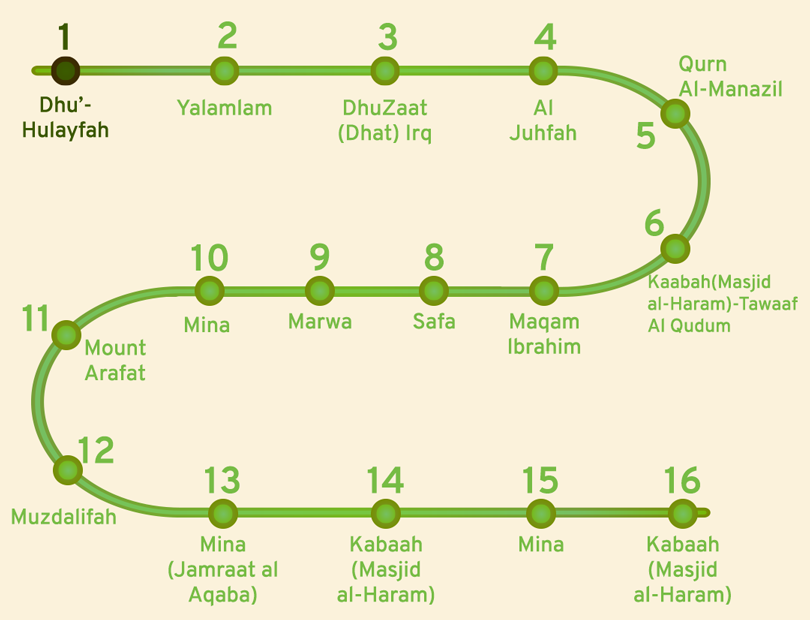 1
Dhu'-
Hulayfah
2
Yalamlam
3
DhuZaat
(Dhat) Irq
4
Al
Juhfah
Qurn
Al-Manazil
5
6
Kaabah(Masjid
al-Haram)-Tawaaf
Al Qudum
7
Maqam
Ibrahim
8
Safa
9
Marwa
10
Mina
11
Mount
Arafat
12
Muzdalifah
13
Mina
(Jamraat al
Aqaba)
14
Kabaah
(Masjid
al-Haram)
15
Mina
16
Kabaah
(Masjid
al-Haram)